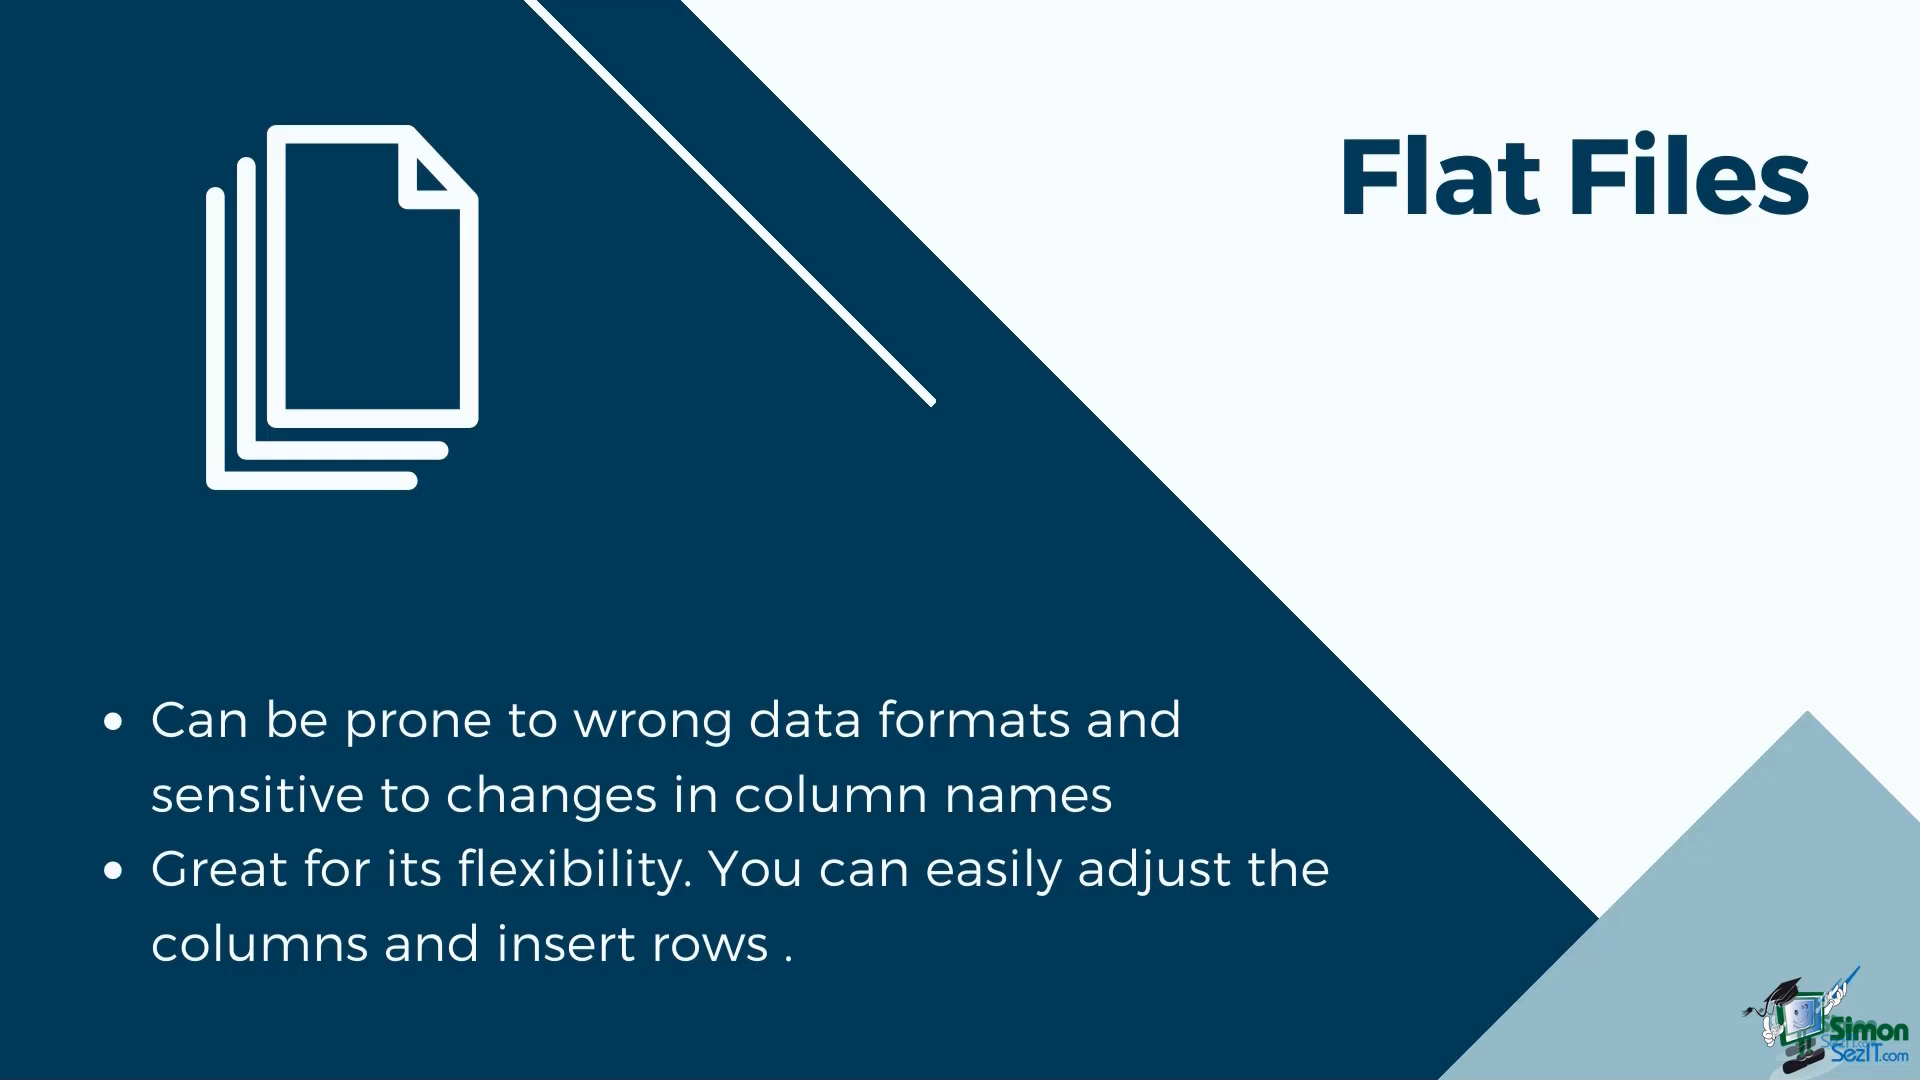 Flat Files
• Can be prone to wrong data formats and
sensitive to changes in column names
• Great for its flexibility. You can easily adjust the
columns and insert rows .
Simon
SezIT.com